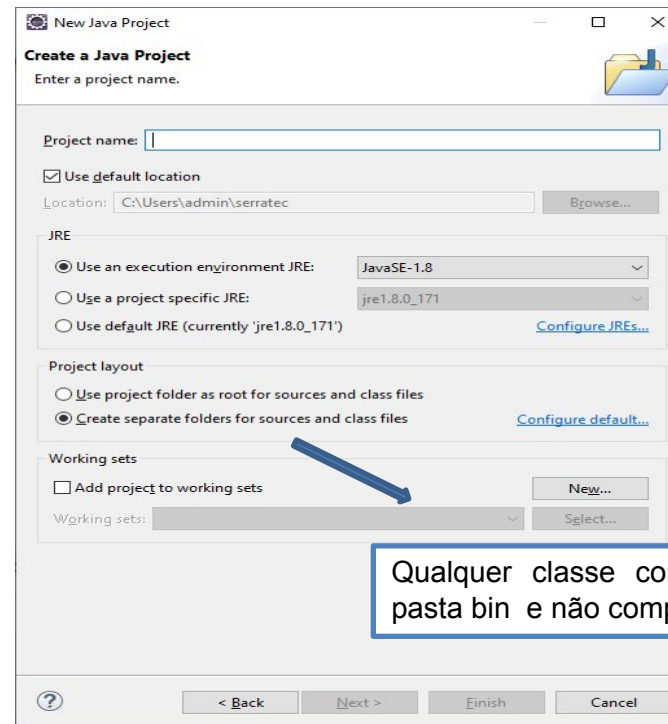 New Java Project
Create a Java Project
Enter a project name.
Project name:
Use default location
Location: C:\Users\admin\serratec Browse...
JRE
Use an execution environment JRE: JavaSE-1.8
Use a project specific JRE: jre1.8.0_171
Use default JRE (currently 'jre1.8.0_171') Configure JREs...
Project layout
Use project folder as root for sources and class files
Create separate folders for sources and class files Configure default...
Working sets
Add project to working sets New...
Working sets: Select...
Qualquer classe
pasta bin e não
? < Back Next > Finish Cancel